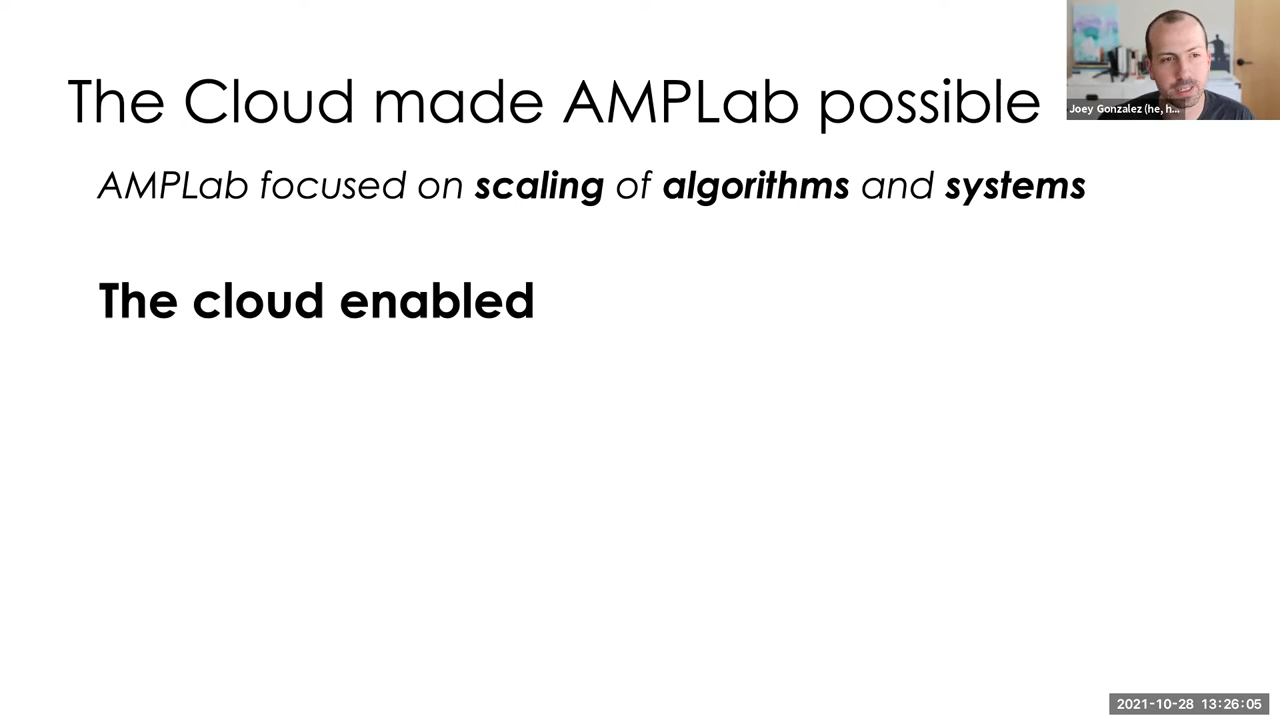 The Cloud made AMPLab possible
Joey Gonzalez (he, h...
AMPLab focused on scaling of algorithms and systems
The cloud enabled
2021-10-28 13:26:05